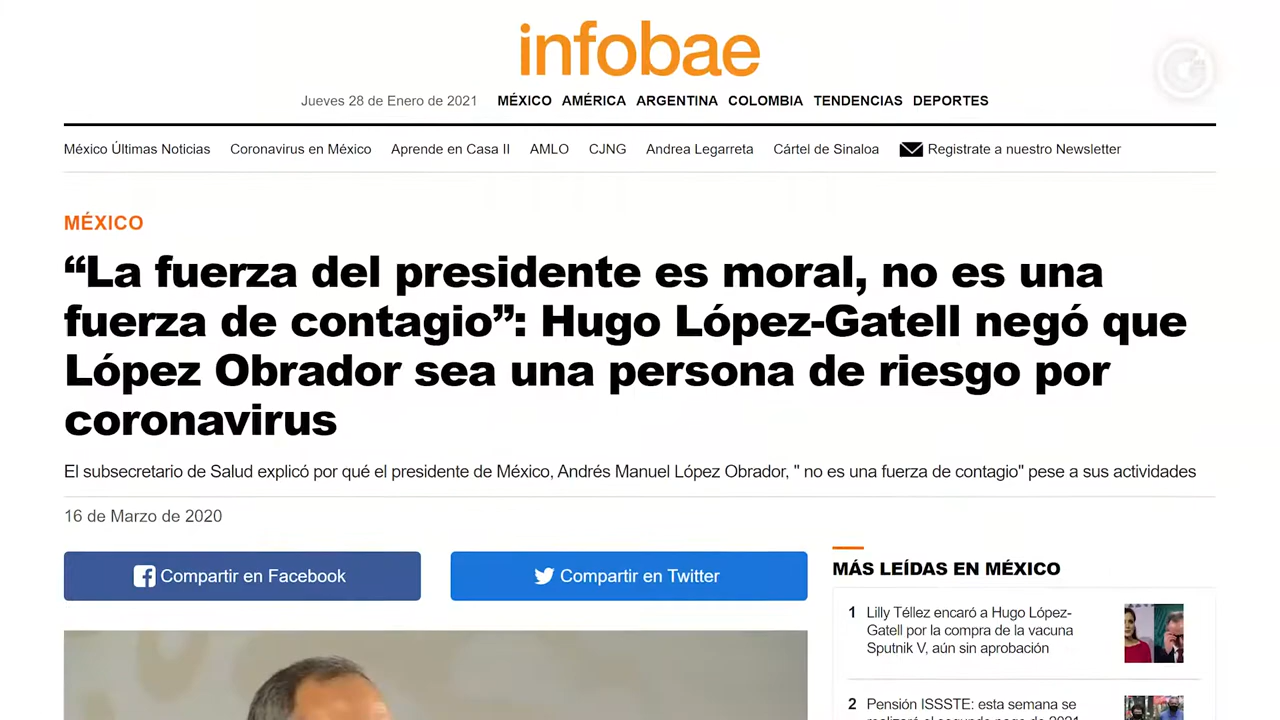 infobae
Jueves 28 de Enero de 2021 MÉXICO AMÉRICA ARGENTINA COLOMBIA TENDENCIAS DEPORTES
México Últimas Noticias Coronavirus en México Aprende en Casa II AMLO CJNG Andrea Legarreta Cártel de Sinaloa Registrate a nuestro Newsletter
MÉXICO
“La fuerza del presidente es moral, no es una
fuerza de contagio”: Hugo López-Gatell negó que
López Obrador sea una persona de riesgo por
coronavirus
El subsecretario de Salud explicó por qué el presidente de México, Andrés Manuel López Obrador, " no es una fuerza de contagio" pese a sus actividades
16 de Marzo de 2020
Compartir en Facebook
Compartir en Twitter
MÁS LEÍDAS EN MÉXICO
1 Lilly Téllez encaró a Hugo López-
Gatell por la compra de la vacuna
Sputnik V, aún sin aprobación
2 Pensión ISSSTE: esta semana se